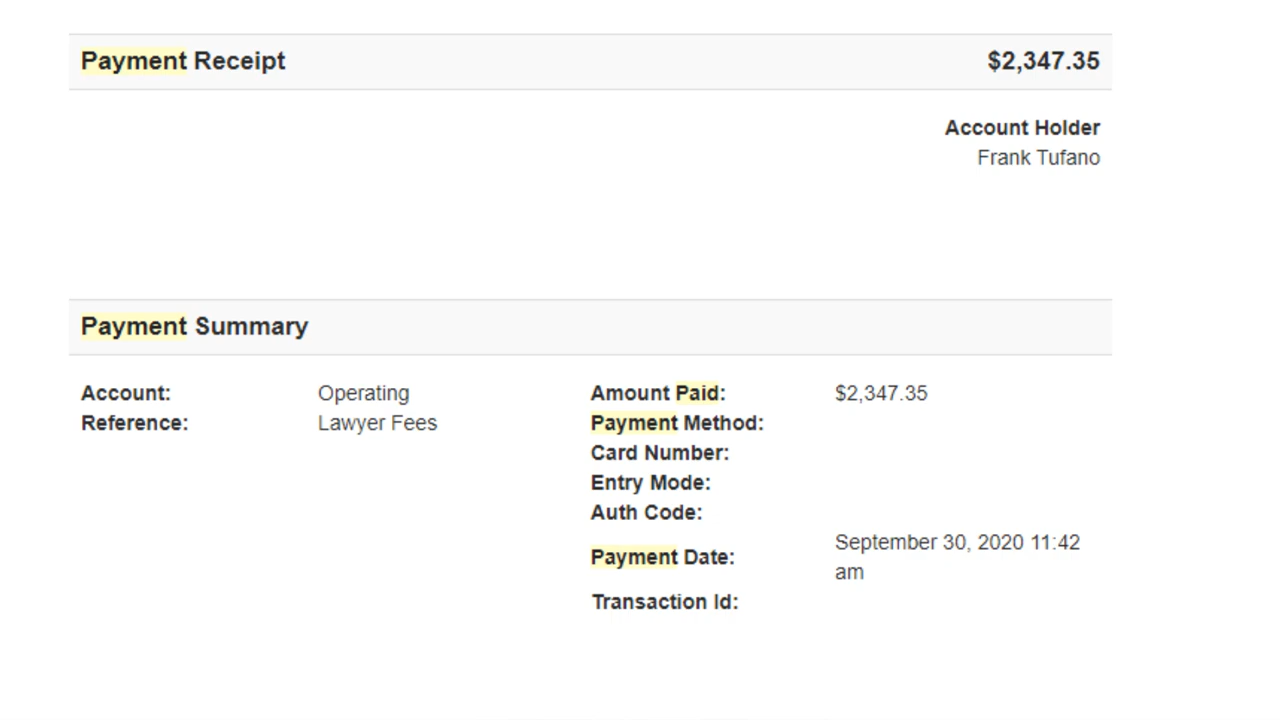 Payment Receipt $2,347.35
Account Holder
Frank Tufano
Payment Summary
Account: Operating Amount Paid: $2,347.35
Reference: Lawyer Fees Payment Method:
Card Number:
Entry Mode:
Auth Code:
Payment Date: September 30, 2020 11:42
am
Transaction Id: